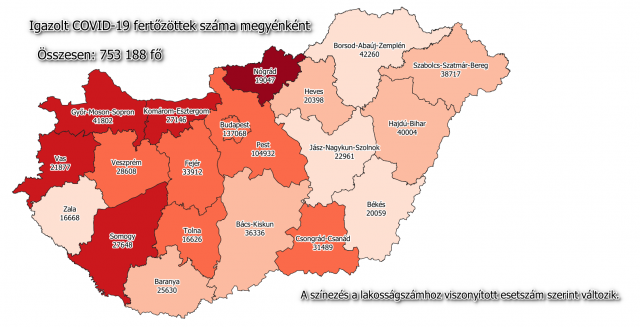 Igazolt COVID-19 fertőzöttek száma megyénként
Összesen: 753 188 fő
Borsod-Abaúj-Zemplén
42260
Szabolcs-Szatmár-Bereg
38717
Nógrád
19047
Heves
20398
Győr-Moson-Sopron
41802
Komárom-Esztergom
27196
Budapest
137068
Hajdú-Bihar
40004
Pest
104932
Jász-Nagykun-Szolnok
22961
Vas
21877
Veszprém
28608
Fejér
33912
Zala
16668
Békés
20059
Somogy
27648
Tolna
16626
Bács-Kiskun
36336
Csongrád-Csanád
31489
Baranya
25630
A színezés a lakosságszámhoz viszonyított esetszám szerint változik.